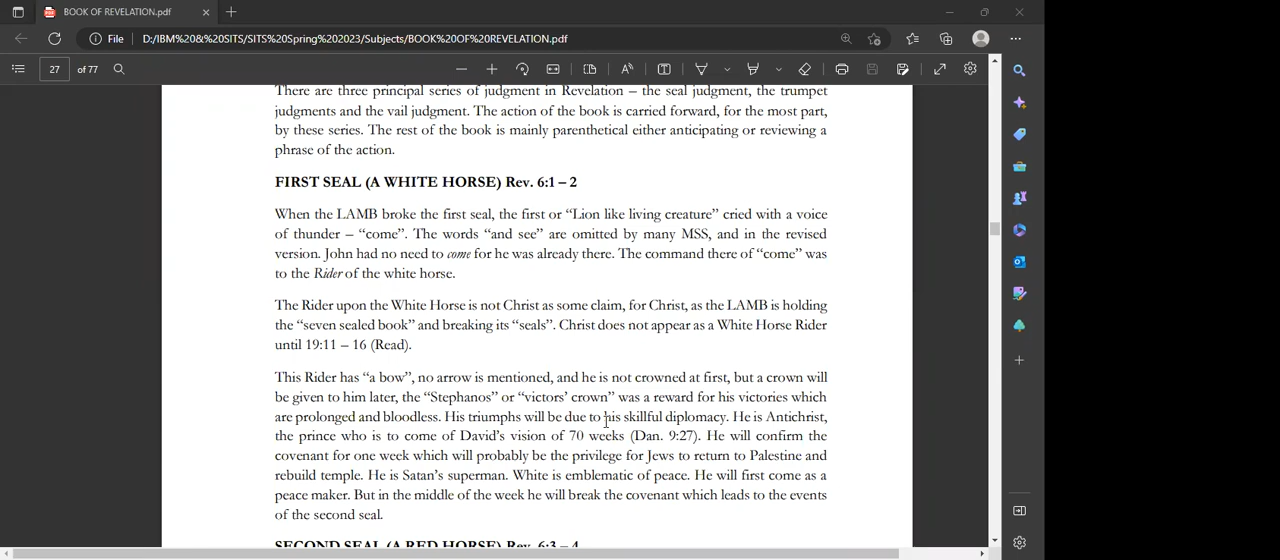 BOOK OF REVELATION.pdf
File
D:/IBM%20&%20SITS/SITS%20Spring%202023/Subjects/BOOK%20OF%20REVELATION.pdf
27 of 77
There are three principal series of judgment in Revelation – the seal judgment, the trumpet
judgments and the vail judgment. The action of the book is carried forward, for the most part,
by these series. The rest of the book is mainly parenthetical either anticipating or reviewing a
phrase of the action.
FIRST SEAL (A WHITE HORSE) Rev. 6:1 – 2
When the LAMB broke the first seal, the first or “Lion like living creature” cried with a voice
of thunder – “come”. The words “and see” are omitted by many MSS, and in the revised
version. John had no need to come for he was already there. The command there of “come” was
to the Rider of the white horse.
The Rider upon the White Horse is not Christ as some claim, for Christ, as the LAMB is holding
the “seven sealed book” and breaking its “seals”. Christ does not appear as a White Horse Rider
until 19:11 – 16 (Read).
This Rider has “a bow”, no arrow is mentioned, and he is not crowned at first, but a crown will
be given to him later, the “Stephanos” or “victors’ crown” was a reward for his victories which
are prolonged and bloodless. His triumphs will be due to his skillful diplomacy. He is Antichrist,
the prince who is to come of David’s vision of 70 weeks (Dan. 9:27). He will confirm the
covenant for one week which will probably be the privilege for Jews to return to Palestine and
rebuild temple. He is Satan’s superman. White is emblematic of peace. He will first come as a
peace maker. But in the middle of the week he will break the covenant which leads to the events
of the second seal.
SECOND SEAL (A RED HORSE) Rev. 6:3 – 4